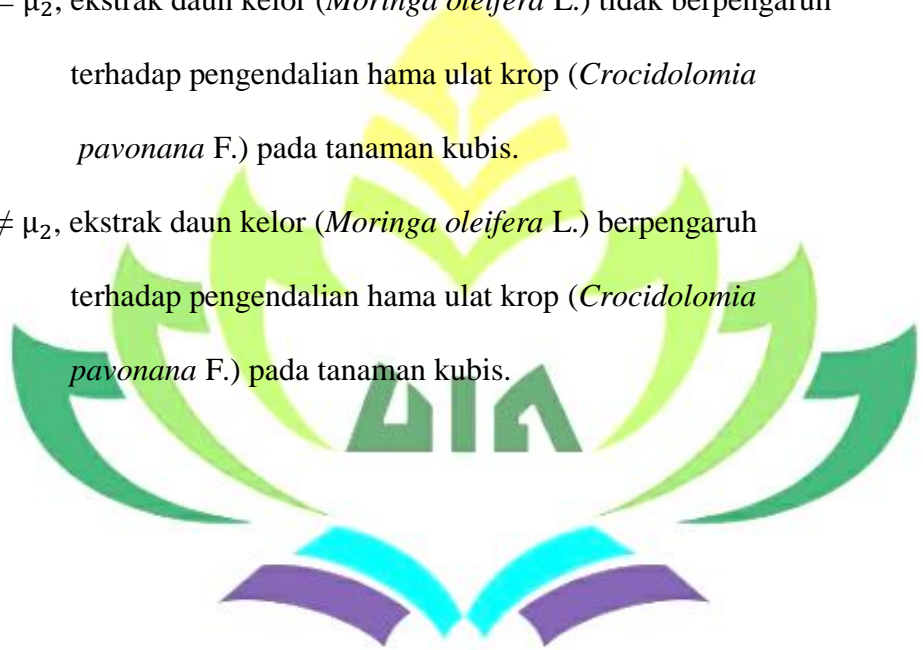 = μ₂, ekstrak daun kelor (Moringa oleifera L.) tidak berpengaruh
terhadap pengendalian hama ulat krop (Crocidolomia
pavonana F.) pada tanaman kubis.
≠ μ₂, ekstrak daun kelor (Moringa oleifera L.) berpengaruh
terhadap pengendalian hama ulat krop (Crocidolomia
pavonana F.) pada tanaman kubis.